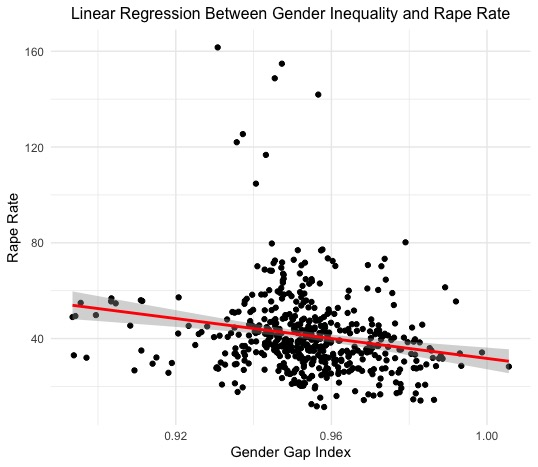 Linear Regression Between Gender Inequality and Rape Rate
160
120
80
40
Rape Rate
0.92
0.96
1.00
Gender Gap Index